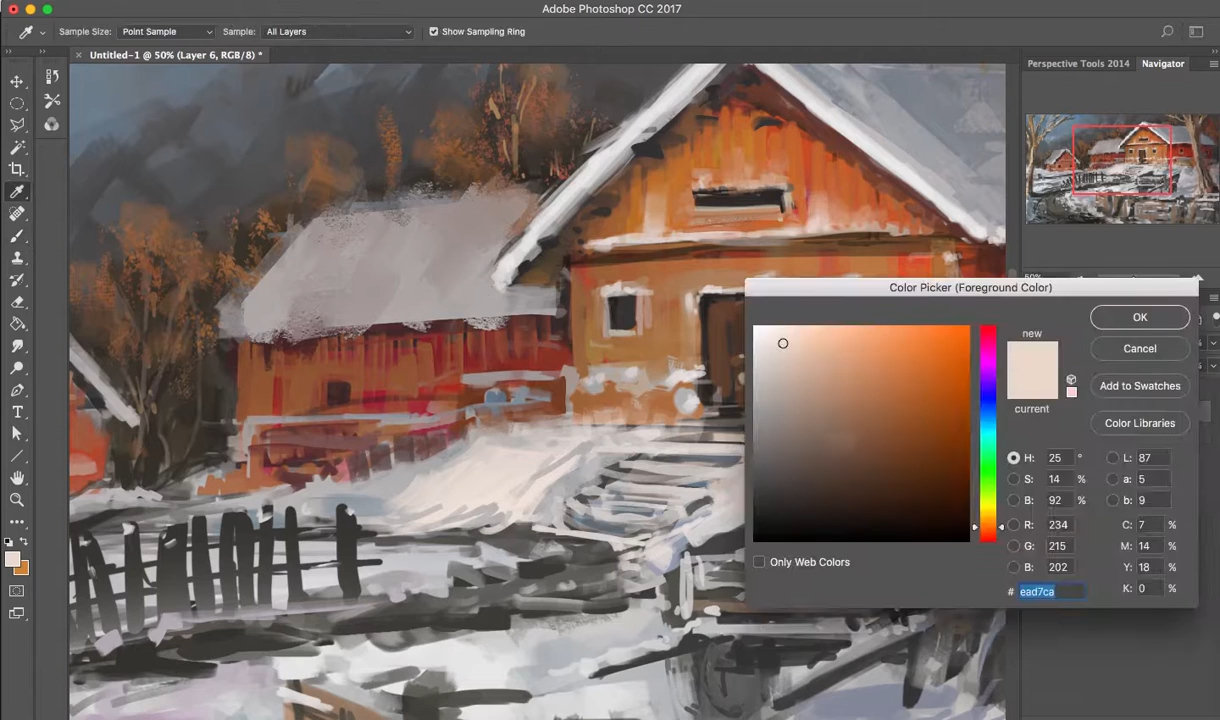 Adobe Photoshop CC 2017
Sample Size: Point Sample Sample: All Layers Show Sampling Ring
× Untitled-1 @ 50% (Layer 6, RGB/8) *
Perspective Tools 2014 Navigator
Color Picker (Foreground Color)
new
current
OK
Cancel
Add to Swatches
Color Libraries
H: 25 ° L: 87
S: 14 % a: 5
B: 92 % b: 9
R: 234 C: 7 %
G: 215 M: 14 %
B: 202 Y: 18 %
# ead7ca K: 0 %
Only Web Colors